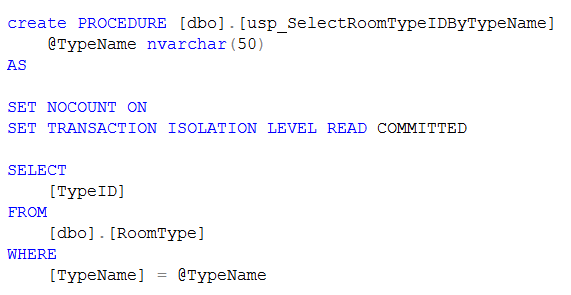 create PROCEDURE [dbo].[usp_SelectRoomTypeIDByTypeName]
    @TypeName nvarchar(50)
AS
SET NOCOUNT ON
SET TRANSACTION ISOLATION LEVEL READ COMMITTED
SELECT
    [TypeID]
FROM
    [dbo].[RoomType]
WHERE
    [TypeName] = @TypeName